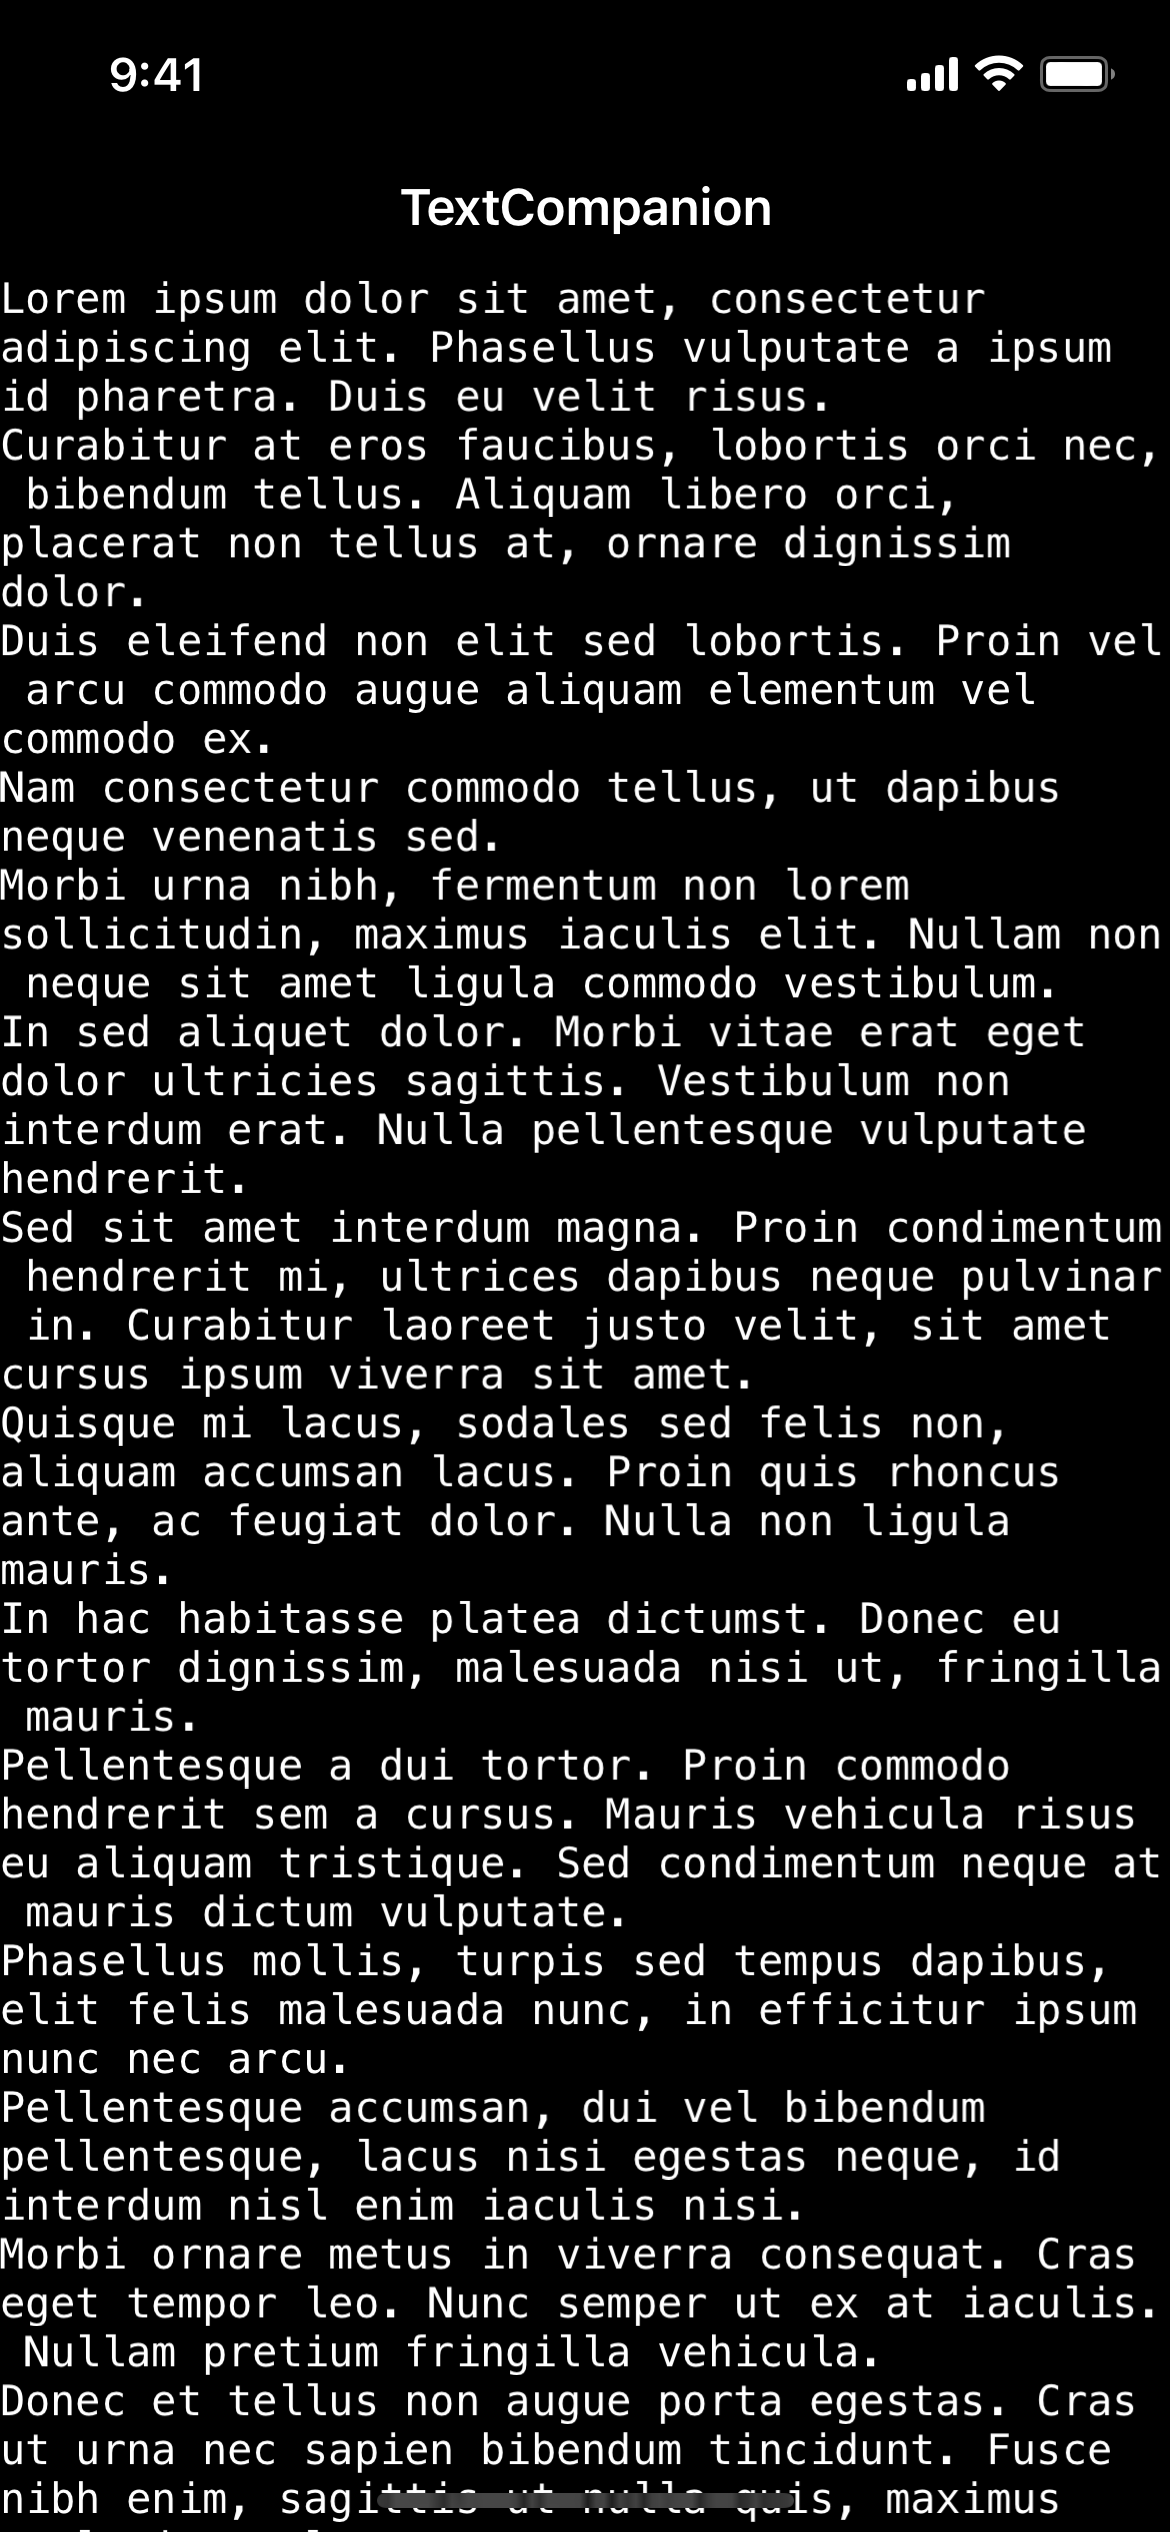 9:41
TextCompanion
Lorem ipsum dolor sit amet, consectetur
adipiscing elit. Phasellus vulputate a ipsum
id pharetra. Duis eu velit risus.
Curabitur at eros faucibus, lobortis orci nec,
bibendum tellus. Aliquam libero orci,
placerat non tellus at, ornare dignissim
dolor.
Duis eleifend non elit sed lobortis. Proin vel
arcu commodo augue aliquam elementum vel
commodo ex.
Nam consectetur commodo tellus, ut dapibus
neque venenatis sed.
Morbi urna nibh, fermentum non lorem
sollicitudin, maximus iaculis elit. Nullam non
neque sit amet ligula commodo vestibulum.
In sed aliquet dolor. Morbi vitae erat eget
dolor ultricies sagittis. Vestibulum non
interdum erat. Nulla pellentesque vulputate
hendrerit.
Sed sit amet interdum magna. Proin condimentum
hendrerit mi, ultrices dapibus neque pulvinar
in. Curabitur laoreet justo velit, sit amet
cursus ipsum viverra sit amet.
Quisque mi lacus, sodales sed felis non,
aliquam accumsan lacus. Proin quis rhoncus
ante, ac feugiat dolor. Nulla non ligula
mauris.
In hac habitasse platea dictumst. Donec eu
tortor dignissim, malesuada nisi ut, fringilla
mauris.
Pellentesque a dui tortor. Proin commodo
hendrerit sem a cursus. Mauris vehicula risus
eu aliquam tristique. Sed condimentum neque at
mauris dictum vulputate.
Phasellus mollis, turpis sed tempus dapibus,
elit felis malesuada nunc, in efficitur ipsum
nunc nec arcu.
Pellentesque accumsan, dui vel bibendum
pellentesque, lacus nisi egestas neque, id
interdum nisl enim iaculis nisi.
Morbi ornare metus in viverra consequat. Cras
eget tempor leo. Nunc semper ut ex at iaculis.
Nullam pretium fringilla vehicula.
Donec et tellus non augue porta egestas. Cras
ut urna nec sapien bibendum tincidunt. Fusce
nibh enim, sagittis ut nulla quis, maximus